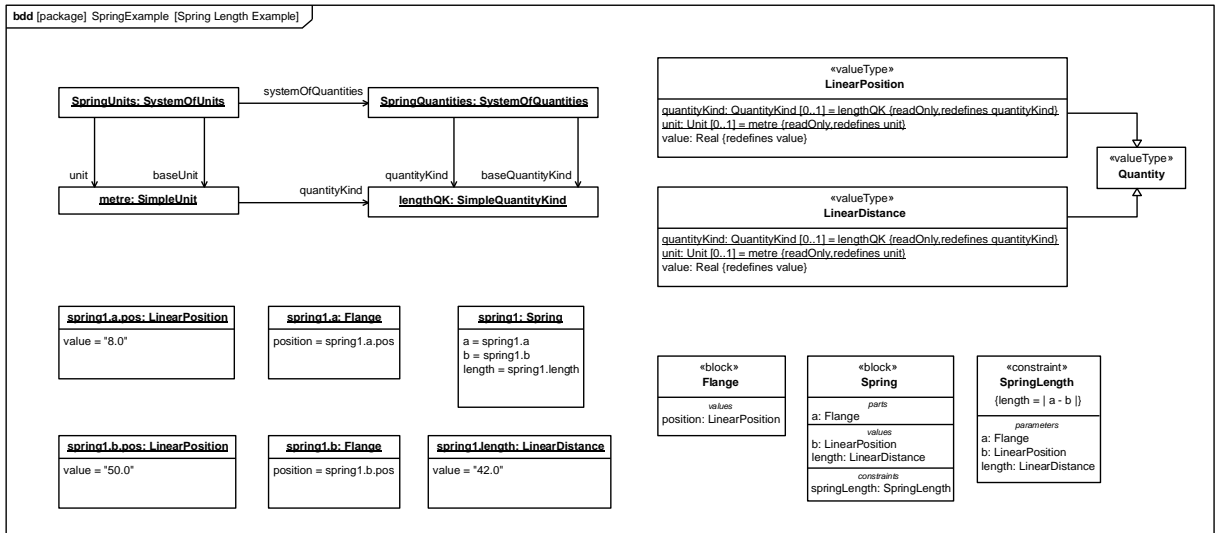 bdd [package] SpringExample [Spring Length Example]
SpringUnits: SystemOfUnits
systemOfQuantities
SpringQuantities: SystemOfQuantities
unit
baseUnit
quantityKind
baseQuantityKind
metre: SimpleUnit
quantityKind
lengthQK: SimpleQuantityKind
«valueType»
LinearPosition
quantityKind: QuantityKind [0..1] = lengthQK {readOnly,redefines quantityKind}
unit: Unit [0..1] = metre {readOnly,redefines unit}
value: Real {redefines value}
«valueType»
Quantity
«valueType»
LinearDistance
quantityKind: QuantityKind [0..1] = lengthQK {readOnly,redefines quantityKind}
unit: Unit [0..1] = metre {readOnly,redefines unit}
value: Real {redefines value}
spring1.a.pos: LinearPosition
value = "8.0"
spring1.a: Flange
position = spring1.a.pos
spring1: Spring
a = spring1.a
b = spring1.b
length = spring1.length
spring1.b.pos: LinearPosition
value = "50.0"
spring1.b: Flange
position = spring1.b.pos
spring1.length: LinearDistance
value = "42.0"
«block»
Flange
values
position: LinearPosition
«block»
Spring
parts
a: Flange
values
b: LinearPosition
length: LinearDistance
constraints
springLength: SpringLength
«constraint»
SpringLength
{length = | a - b |}
parameters
a: Flange
b: LinearPosition
length: LinearDistance